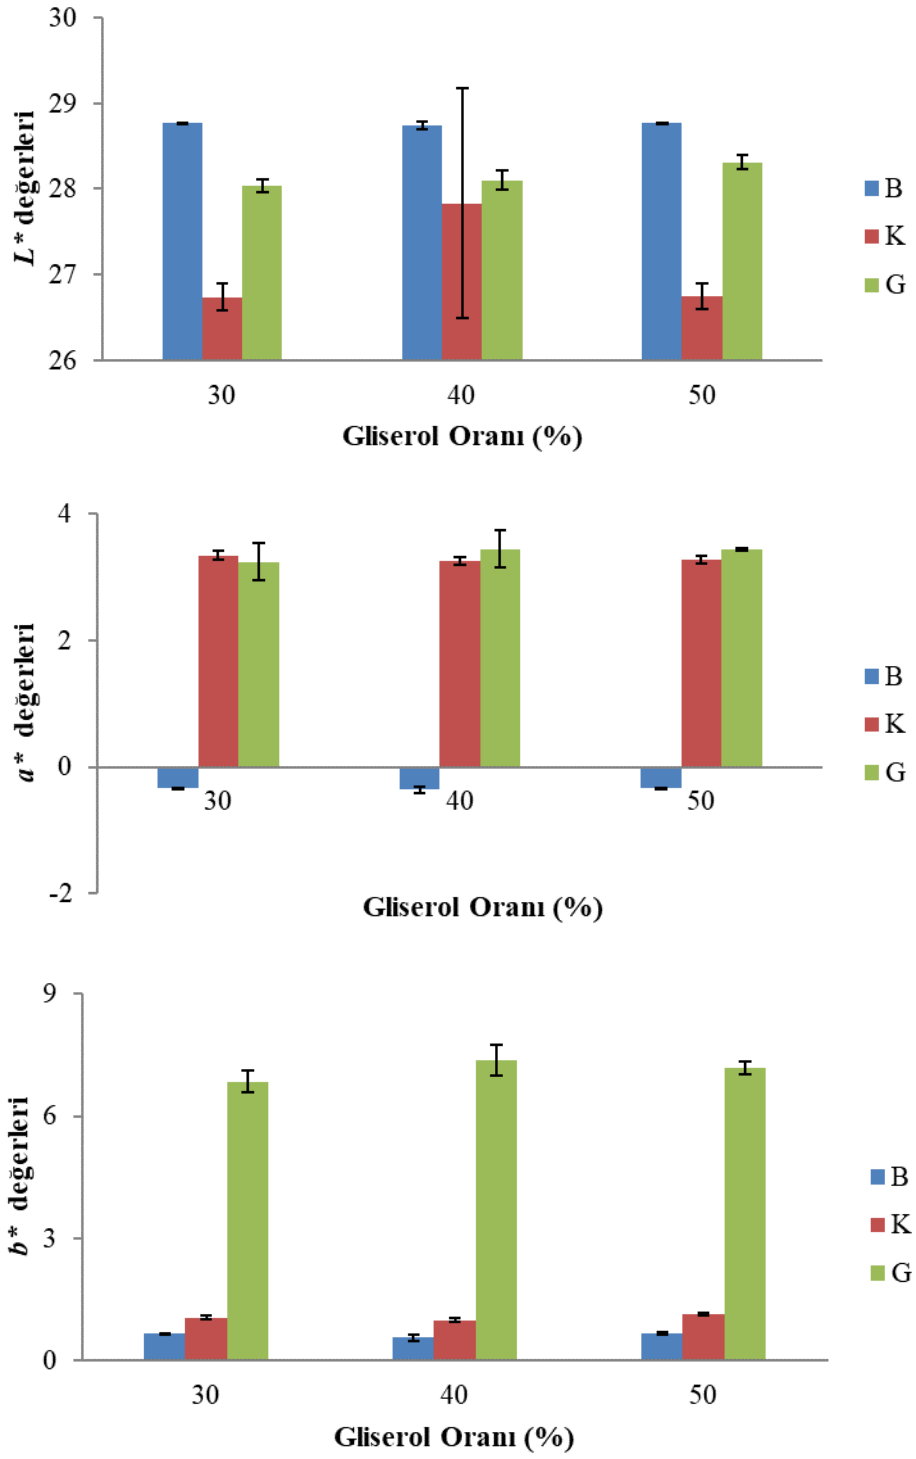 30
29
28
27
26
L* değerleri
30
40
50
Gliserol Oranı (%)
B
K
G
4
2
0
-2
a* değerleri
30
40
50
Gliserol Oranı (%)
B
K
G
9
6
3
0
b* değerleri
30
40
50
Gliserol Oranı (%)
B
K
G